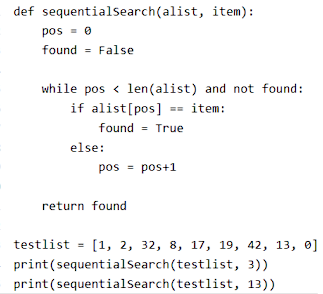 def sequentialSearch(alist, item):
    pos = 0
    found = False

    while pos < len(alist) and not found:
        if alist[pos] == item:
            found = True
        else:
            pos = pos+1

    return found

testlist = [1, 2, 32, 8, 17, 19, 42, 13, 0]
print(sequentialSearch(testlist, 3))
print(sequentialSearch(testlist, 13))